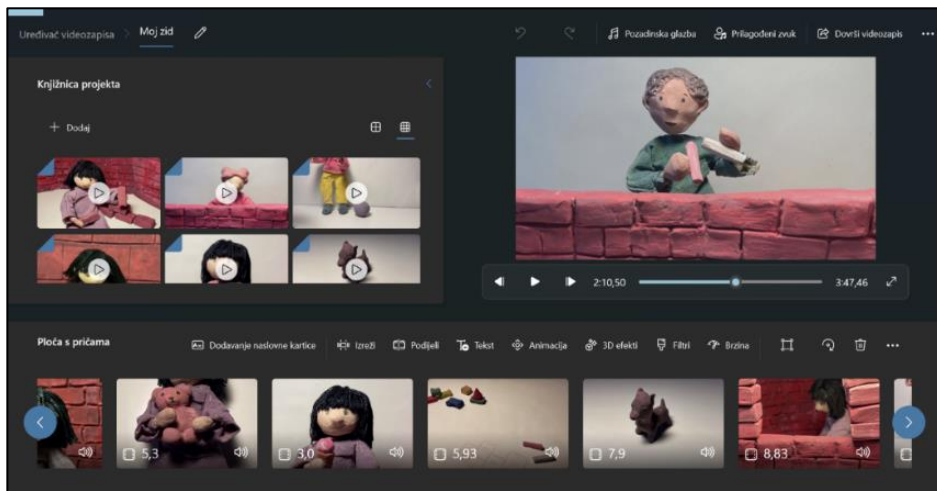 Uređivač videozapisa > Moj zid
Pozadinska glazba Prilagođeni zvuk Dovrši videozapis
Knjižnica projekta
+ Dodaj
2:10,50 3:47,46
Ploča s pričama
Dodavanje naslovne kartice Izreži Podijeli Tekst Animacija 3D efekti Filtri Brzina
5,3 3,0 5,93 7,9 8,83